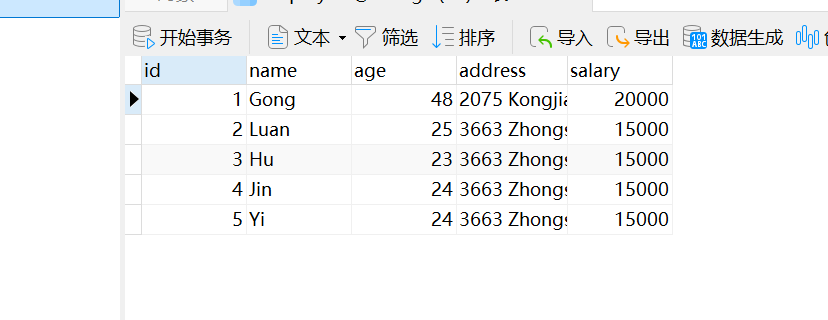 开始事务 文本 筛选 排序 导入 导出 数据生成
id name age address salary
1 Gong 48 2075 Kongjia 20000
2 Luan 25 3663 Zhongs 15000
3 Hu 23 3663 Zhongs 15000
4 Jin 24 3663 Zhongs 15000
5 Yi 24 3663 Zhongs 15000